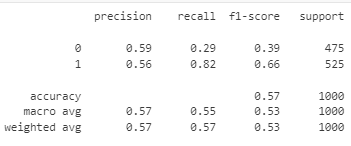 precision recall f1-score support
0 0.59 0.29 0.39 475
1 0.56 0.82 0.66 525
accuracy 0.57 1000
macro avg 0.57 0.55 0.53 1000
weighted avg 0.57 0.57 0.53 1000